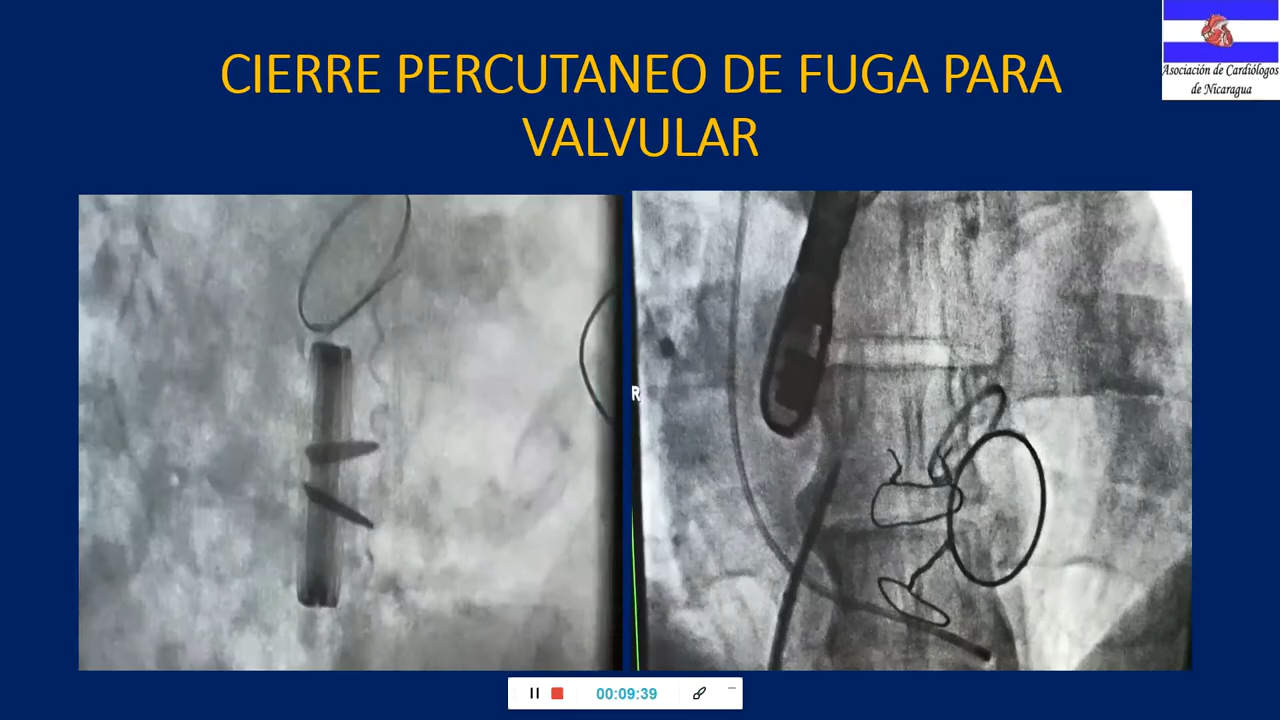 CIERRE PERCUTANEO DE FUGA PARA
VALVULAR
Asociación de Cardiólogos
de Nicaragua
R
00:09:39